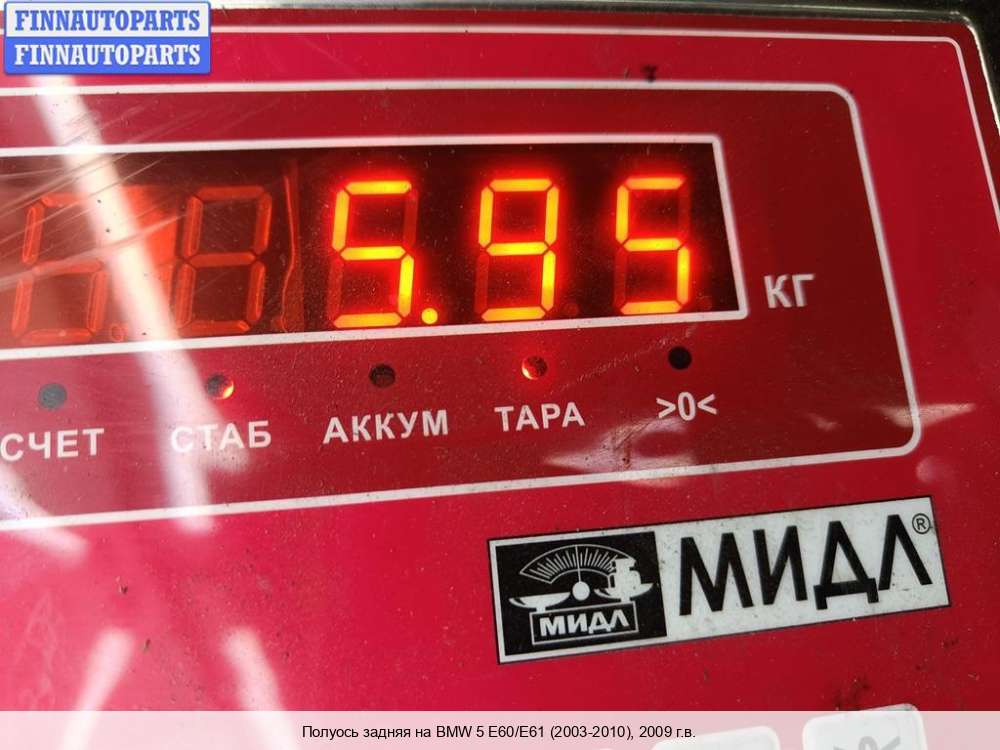 FINNAUTOPARTS
FINNAUTOPARTS
5.95
КГ
СЧЕТ СТАБ АККУМ ТАРА >0<
МИДЛ®
МИДЛ
Полуось задняя на BMW 5 E60/E61 (2003-2010), 2009 г.в.